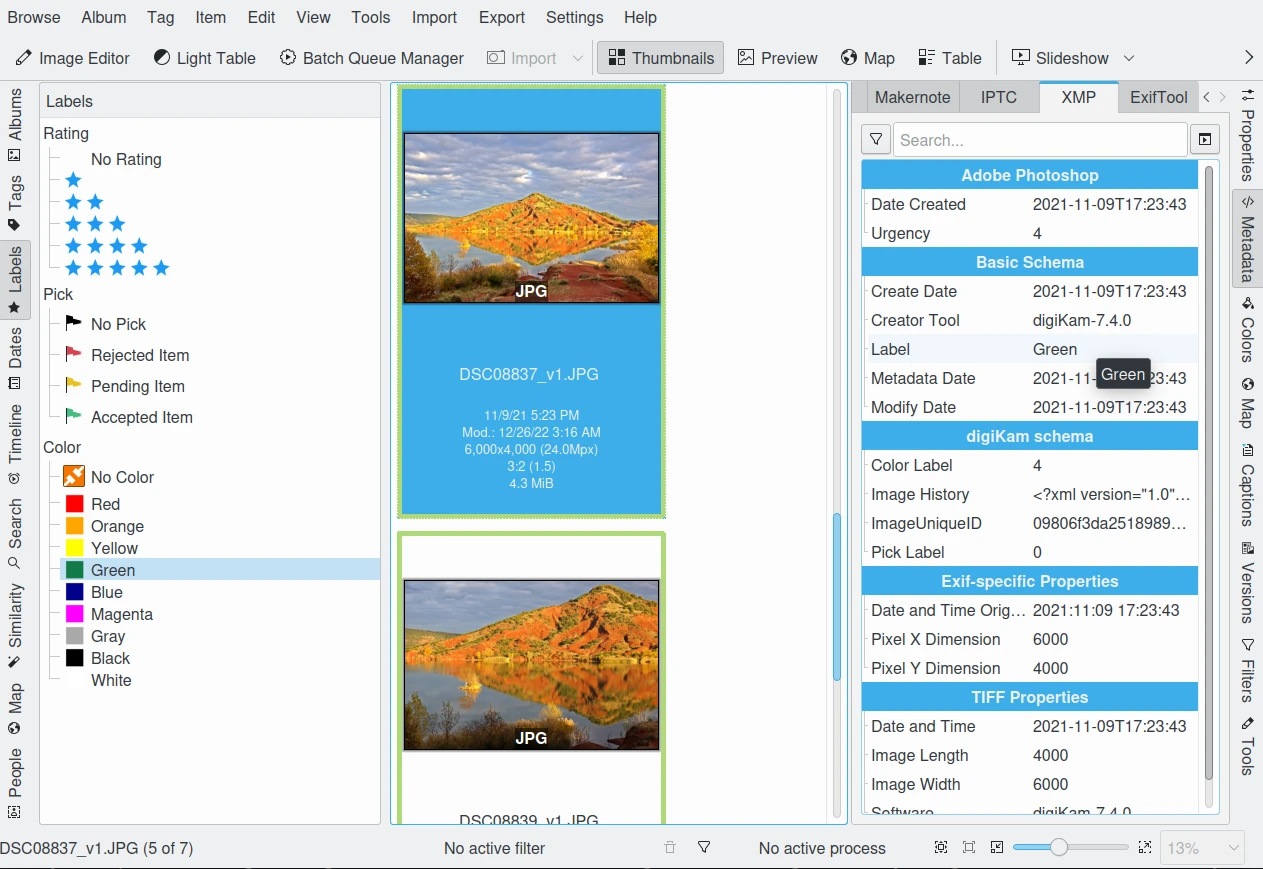 Browse Album Tag Item Edit View Tools Import Export Settings Help
Image Editor Light Table Batch Queue Manager Import Thumbnails Preview Map Table Slideshow
Albums
Tags
Labels
Dates
Timeline
Search
Similarity
Map
People
Labels
Rating
No Rating
Pick
No Pick
Rejected Item
Pending Item
Accepted Item
Color
No Color
Red
Orange
Yellow
Green
Blue
Magenta
Gray
Black
White
JPG
DSC08837_v1.JPG
11/9/21 5:23 PM
Mod.: 12/26/22 3:16 AM
6,000x4,000 (24.0Mpx)
3:2 (1.5)
4.3 MiB
JPG
DSC08839_v1.JPG
Makernote IPTC XMP ExifTool
Search...
Adobe Photoshop
Date Created 2021-11-09T17:23:43
Urgency 4
Basic Schema
Create Date 2021-11-09T17:23:43
Creator Tool digiKam-7.4.0
Label Green
Green
Metadata Date 2021-11- 23:43
Modify Date 2021-11-09T17:23:43
digiKam schema
Color Label 4
Image History <?xml version="1.0"...
ImageUniqueID 09806f3da2518989...
Pick Label 0
Exif-specific Properties
Date and Time Orig... 2021:11:09 17:23:43
Pixel X Dimension 6000
Pixel Y Dimension 4000
TIFF Properties
Date and Time 2021-11-09T17:23:43
Image Length 4000
Image Width 6000
Software digiKam-7.4.0
Properties
Metadata
Colors
Map
Captions
Versions
Filters
Tools
DSC08837_v1.JPG (5 of 7) No active filter No active process 13%